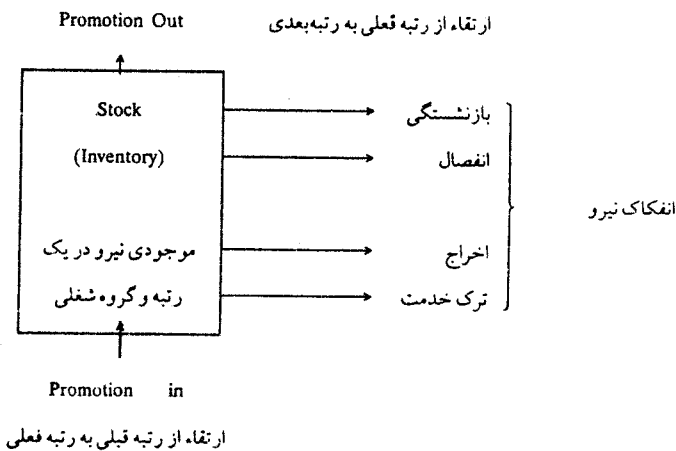 Promotion Out
ارتقاء از رتبه فعلی به رتبه‌بعدی
Stock
(Inventory)
موجودی نیرو در یک
رتبه و گروه شغلی
بازنشستگی
انفصال
اخراج
ترک خدمت
انفکاک نیرو
Promotion in
ارتقاء از رتبه قبلی به رتبه فعلی